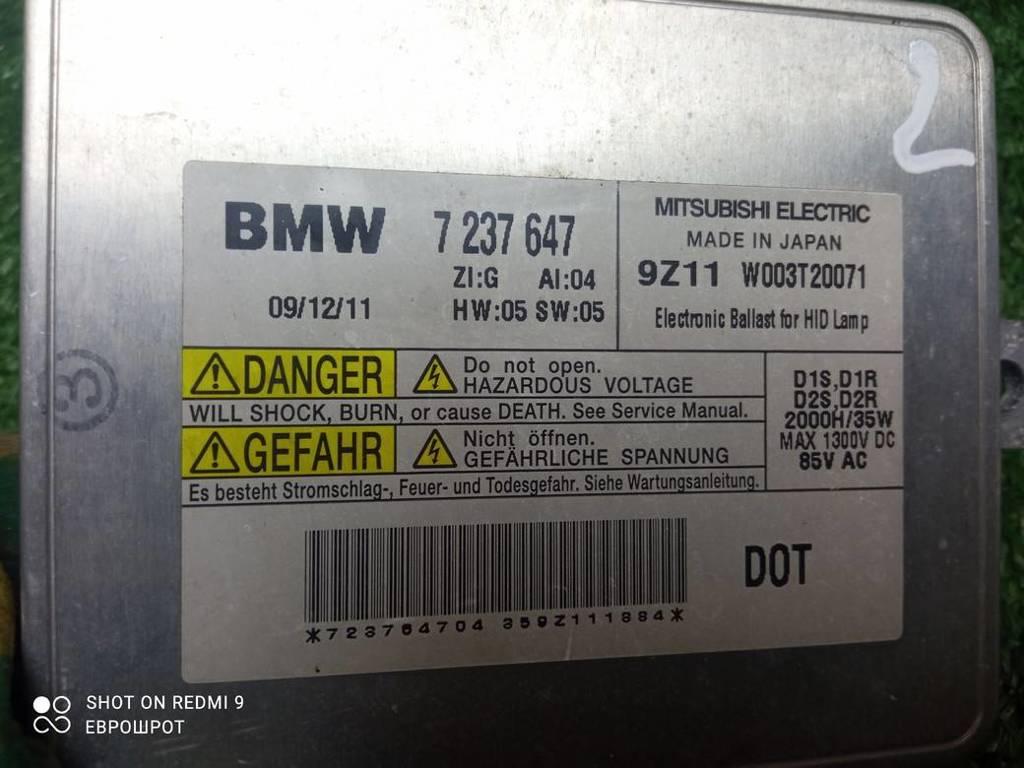 2
BMW 7 237 647
ZI:G AI:04
09/12/11 HW:05 SW:05
MITSUBISHI ELECTRIC
MADE IN JAPAN
9Z11 W003T20071
Electronic Ballast for HID Lamp
DANGER
Do not open.
HAZARDOUS VOLTAGE
WILL SHOCK, BURN, or cause DEATH. See Service Manual.
GEFAHR
Nicht öffnen.
GEFÄHRLICHE SPANNUNG
Es besteht Stromschlag-, Feuer- und Todesgefahr. Siehe Wartungsanleitung.
D1S,D1R
D2S,D2R
2000H/35W
MAX 1300V DC
85V AC
*723764704 359Z111884*
DOT
3
SHOT ON REDMI 9
ЕВРОШРОТ